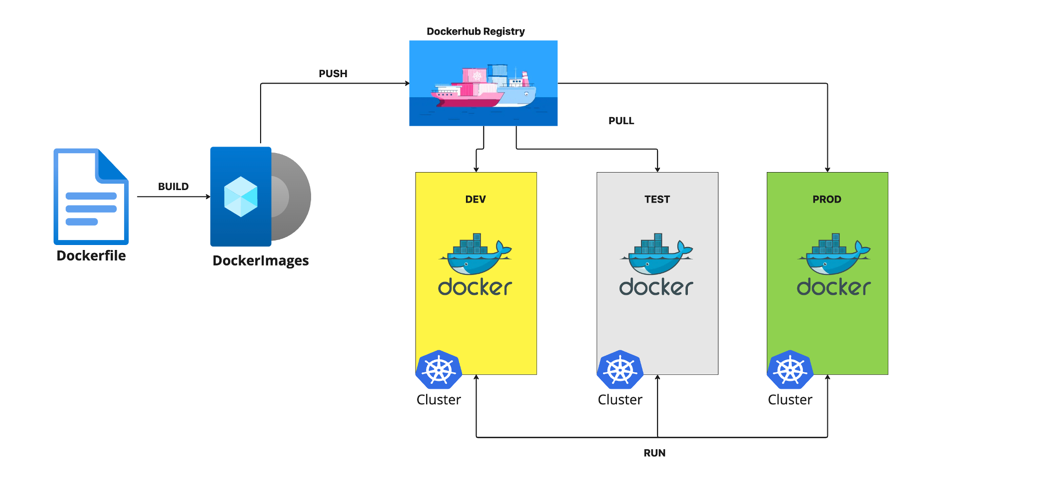 Dockerhub Registry
PUSH
PULL
BUILD
Dockerfile
DockerImages
DEV
TEST
PROD
docker
docker
docker
Cluster
Cluster
Cluster
RUN